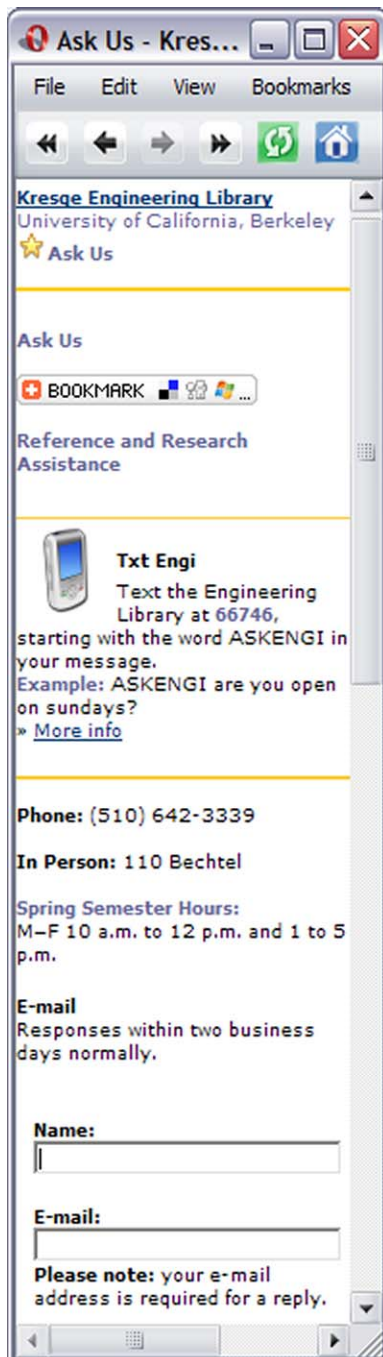 Ask Us - Kres...
File Edit View Bookmarks
Kresge Engineering Library
University of California, Berkeley
Ask Us
Ask Us
BOOKMARK ...
Reference and Research
Assistance
Txt Engi
Text the Engineering
Library at 66746,
starting with the word ASKENGI in
your message.
Example: ASKENGI are you open
on sundays?
» More info
Phone: (510) 642-3339
In Person: 110 Bechtel
Spring Semester Hours:
M–F 10 a.m. to 12 p.m. and 1 to 5
p.m.
E-mail
Responses within two business
days normally.
Name:
E-mail:
Please note: your e-mail
address is required for a reply.